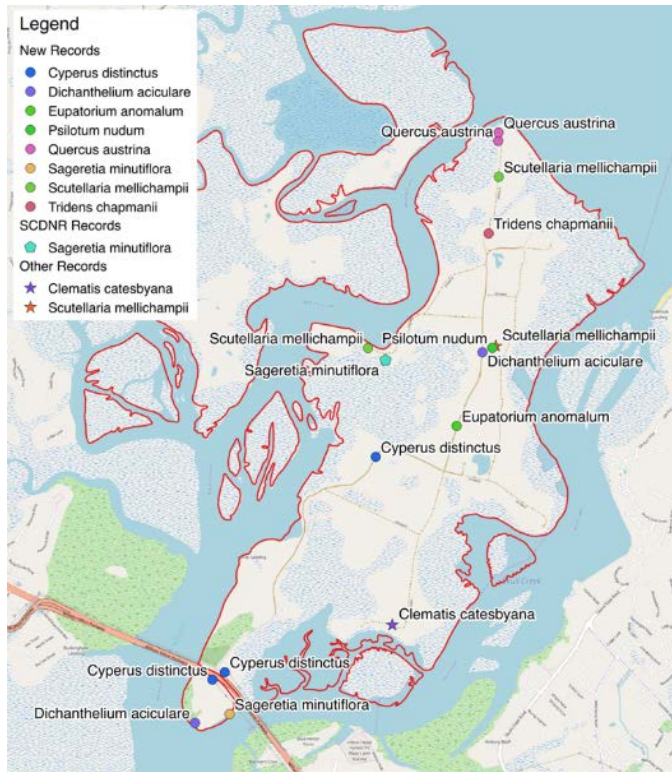 Legend
New Records
Cyperus distinctus
Dichanthelium aciculare
Eupatorium anomalum
Psilotum nudum
Quercus austrina
Sageretia minutiflora
Scutellaria mellichampii
Tridens chapmanii
SCDNR Records
Sageretia minutiflora
Other Records
Clematis catesbyana
Scutellaria mellichampii
Quercus austrina
Quercus austrina
Scutellaria mellichampii
Tridens chapmanii
Scutellaria mellichampii
Psilotum nudum
Scutellaria mellichampii
Sageretia minutiflora
Dichanthelium aciculare
Eupatorium anomalum
Cyperus distinctus
Clematis catesbyana
Cyperus distinctus
Cyperus distinctus
Dichanthelium aciculare
Sageretia minutiflora